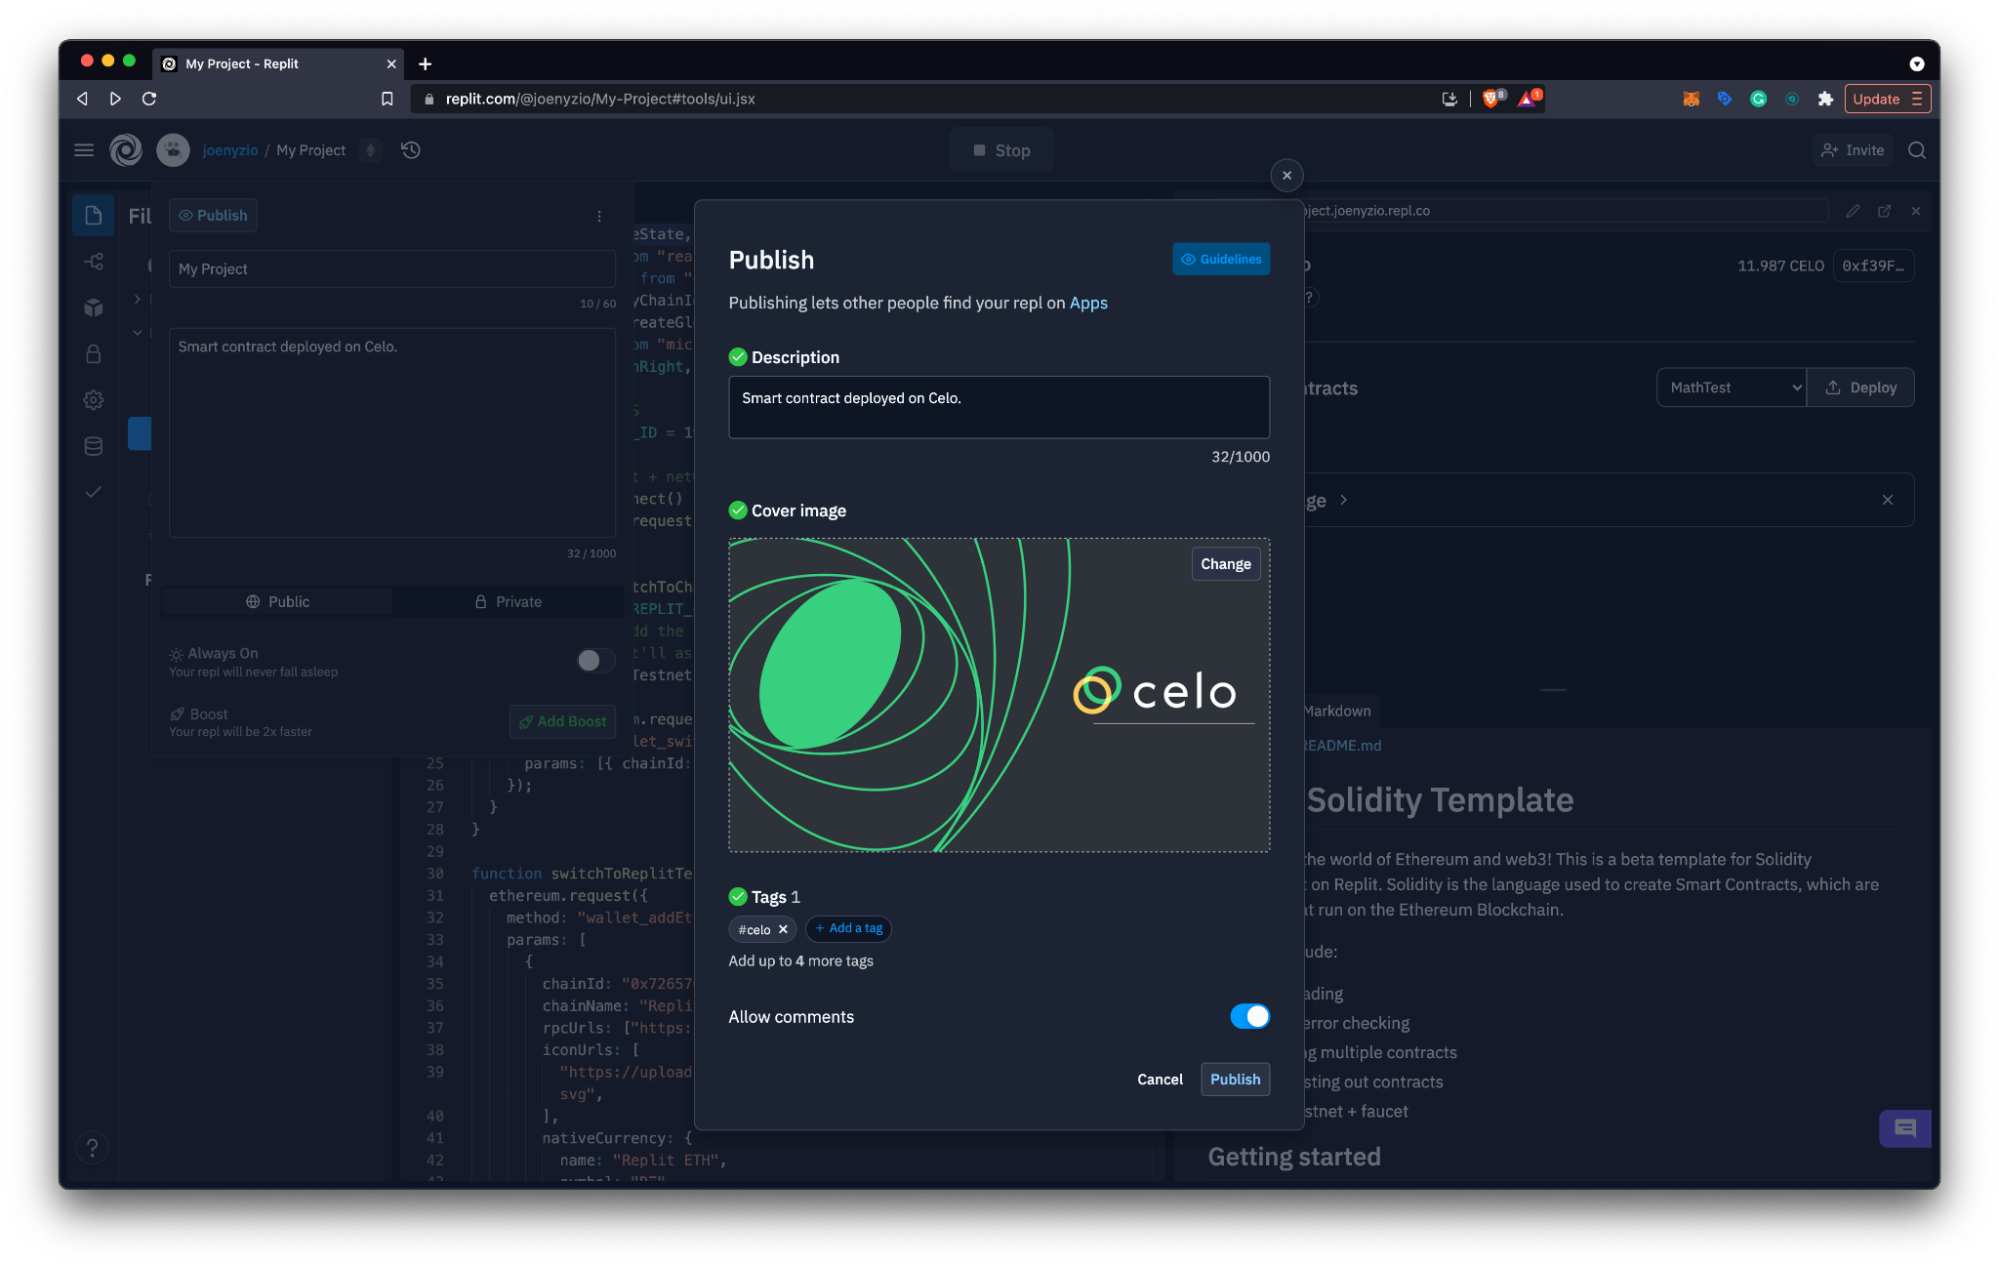 My Project - Replit
replit.com/@joenyzio/My-Project#tools/ui.jsx
8
1
Update
joenyzio / My Project
Stop
Invite
Fil
Publish
My Project
10 / 60
Smart contract deployed on Celo.
32 / 1000
Public
Private
Always On
Your repl will never fall asleep
Boost
Your repl will be 2x faster
Add Boost
eState,
om "rea
from "
yChainI
reateGl
om "mic
nRight,
_ID = 1
t + net
nect()
request
tchToCh
REPLIT_
dd the
t'll as
Testnet
m.reque
let_swi
25 params: [{ chainId:
26 });
27 }
28 }
29
30 function switchToReplitTe
31 ethereum.request({
32 method: "wallet_addEt
33 params: [
34 {
35 chainId: "0x72657
36 chainName: "Repli
37 rpcUrls: ["https:
38 iconUrls: [
39 "https://upload
svg",
40 ],
41 nativeCurrency: {
42 name: "Replit ETH",
Publish
Guidelines
Publishing lets other people find your repl on Apps
Description
Smart contract deployed on Celo.
32/1000
Cover image
Change
celo
Tags 1
#celo
+ Add a tag
Add up to 4 more tags
Allow comments
Cancel
Publish
ject.joenyzio.repl.co
11.987 CELO
0xf39F…
?
tracts
MathTest
Deploy
ge
Markdown
README.md
Solidity Template
the world of Ethereum and web3! This is a beta template for Solidity
t on Replit. Solidity is the language used to create Smart Contracts, which are
at run on the Ethereum Blockchain.
ude:
ading
error checking
ng multiple contracts
sting out contracts
stnet + faucet
Getting started
?